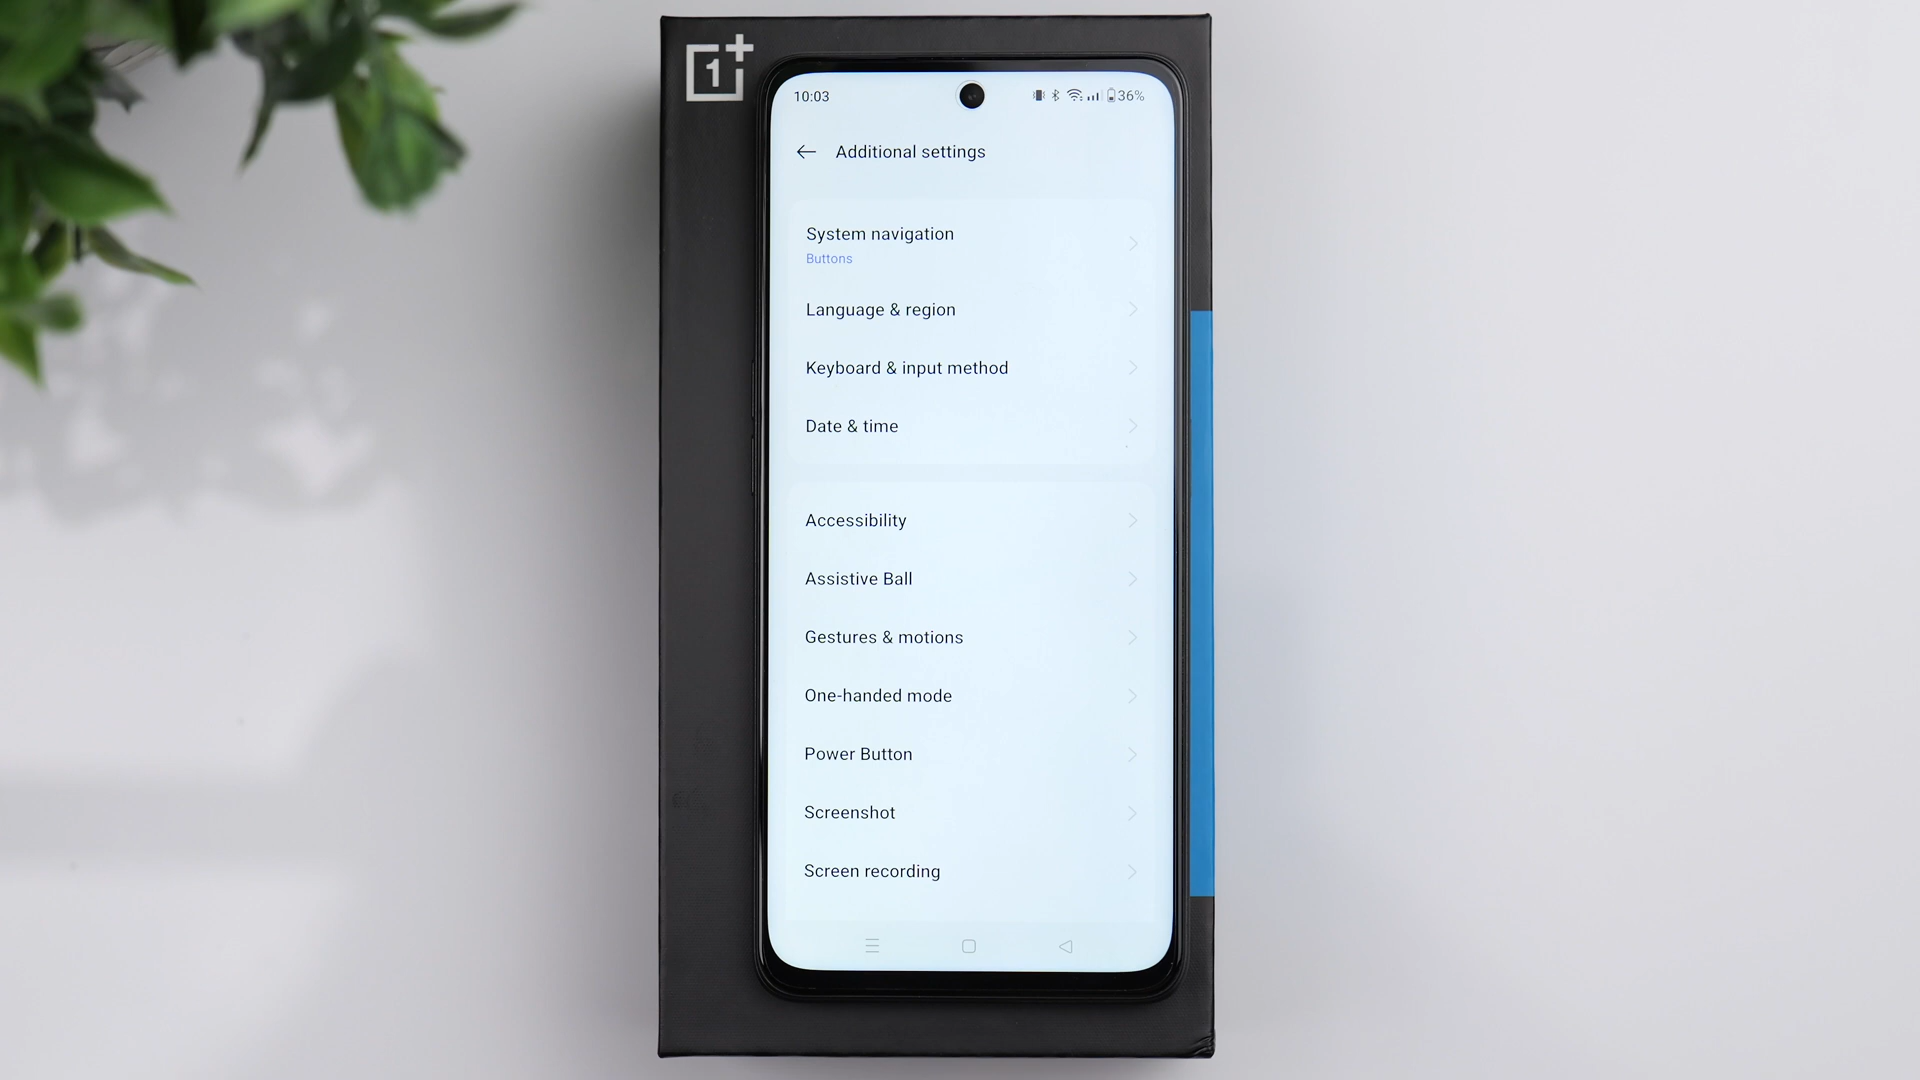 1+
10:03
36%
Additional settings
System navigation
Buttons
Language & region
Keyboard & input method
Date & time
Accessibility
Assistive Ball
Gestures & motions
One-handed mode
Power Button
Screenshot
Screen recording